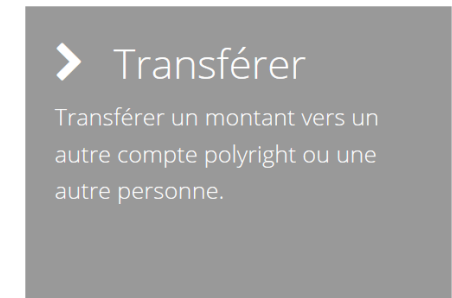 Transférer
Transférer un montant vers un
autre compte polyright ou une
autre personne.